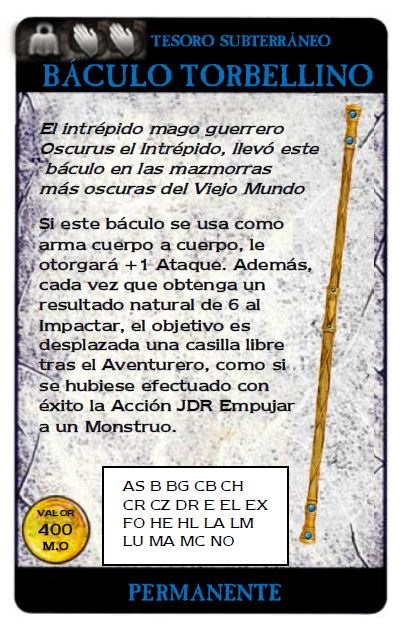 TESORO SUBTERRÁNEO
BÁCULO TORBELLINO
El intrépido mago guerrero
Oscurus el Intrépido, llevó este
báculo en las mazmorras
más oscuras del Viejo Mundo
Si este báculo se usa como
arma cuerpo a cuerpo, le
otorgará +1 Ataque. Además,
cada vez que obtenga un
resultado natural de 6 al
Impactar, el objetivo es
desplazada una casilla libre
tras el Aventurero, como si
se hubiese efectuado con
éxito la Acción JDR Empujar
a un Monstruo.
AS B BG CB CH
CR CZ DR E EL EX
FO HE HL LA LM
LU MA MC NO
VALOR
400
M.O
PERMANENTE